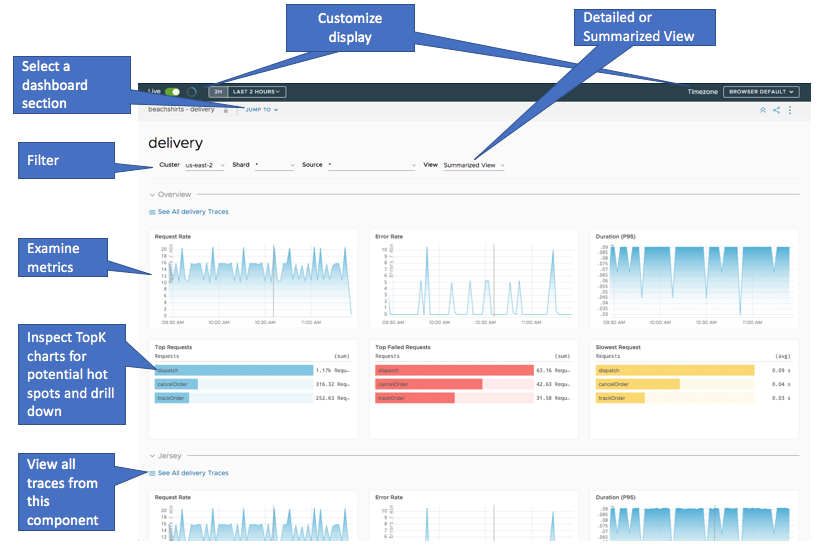 Customize
display
Detailed or
Summarized View
Select a
dashboard
section
Live
2H LAST 2 HOURS
Timezone BROWSER DEFAULT
beachshirts - delivery JUMP TO
delivery
Filter
Cluster us-east-2 Shard * Source * View Summarized View
Overview
See All delivery Traces
Examine
metrics
Request Rate
20
18
16
14
12
10
8
6
4
2
0
09:30 AM 10:00 AM 10:30 AM 11:00 AM
Error Rate
Errors / min
10
9
8
7
6
5
4
3
2
1
0
09:30 AM 10:00 AM 10:30 AM 11:00 AM
Duration (P95)
.09
.085
.08
.075
.07
.065
.06
.055
.05
.045
.04
.035
.03
09:30 AM 10:00 AM 10:30 AM 11:00 AM
Inspect TopK
charts for
potential hot
spots and drill
down
Top Requests
Requests (sum)
dispatch 1.17k Requ…
cancelOrder 316.32 Req…
trackOrder 252.63 Req…
Top Failed Requests
Requests (sum)
dispatch 63.16 Requ…
cancelOrder 42.63 Requ…
trackOrder 31.58 Requ…
Slowest Request
Requests (avg)
dispatch 0.09 s
cancelOrder 0.04 s
trackOrder 0.03 s
View all
traces from
this
component
Jersey
See All delivery Traces
Request Rate
20
18
16
14
12
10
Error Rate
Errors / min
10
9
8
7
6
5
Duration (P95)
.09
.085
.08
.075
.07
.065